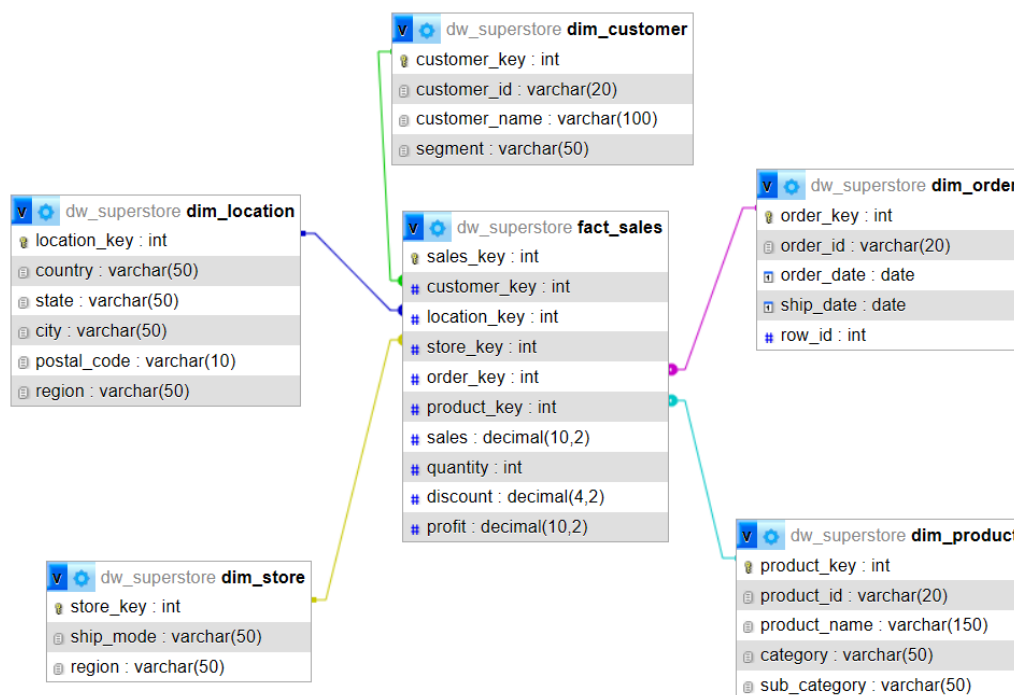 dw_superstore dim_customer
customer_key : int
customer_id : varchar(20)
customer_name : varchar(100)
segment : varchar(50)
dw_superstore dim_location
location_key : int
country : varchar(50)
state : varchar(50)
city : varchar(50)
postal_code : varchar(10)
region : varchar(50)
v dw_superstore fact_sales
sales_key : int
# customer_key : int
# location_key : int
# store_key : int
# order_key : int
# product_key : int
# sales : decimal(10,2)
# quantity : int
# discount : decimal(4,2)
# profit : decimal(10,2)
v dw_superstore dim_order
order_key : int
order_id : varchar(20)
order_date : date
ship_date : date
# row_id : int
v dw_superstore dim_store
store_key : int
ship_mode : varchar(50)
region : varchar(50)
v dw_superstore dim_product
product_key : int
product_id : varchar(20)
product_name : varchar(150)
category : varchar(50)
sub_category : varchar(50)